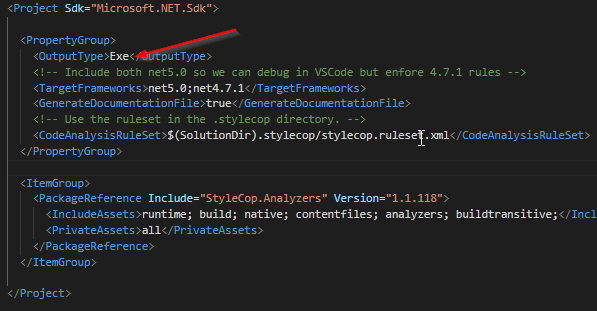 <Project Sdk="Microsoft.NET.Sdk">
<PropertyGroup>
<OutputType>Exe</OutputType>
<!-- Include both net5.0 so we can debug in VSCode but enfore 4.7.1 rules -->
<TargetFrameworks>net5.0;net4.7.1</TargetFrameworks>
<GenerateDocumentationFile>true</GenerateDocumentationFile>
<!-- Use the ruleset in the .stylecop directory. -->
<CodeAnalysisRuleSet>$(SolutionDir).stylecop/stylecop.ruleset.xml</CodeAnalysisRuleSet>
</PropertyGroup>
<ItemGroup>
<PackageReference Include="StyleCop.Analyzers" Version="1.1.118">
<IncludeAssets>runtime; build; native; contentfiles; analyzers; buildtransitive;</Incl
<PrivateAssets>all</PrivateAssets>
</PackageReference>
</ItemGroup>
</Project>